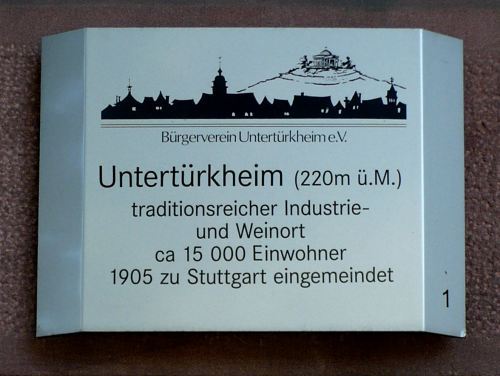 Bürgerverein Untertürkheim e.V.
Untertürkheim (220m ü.M.)
traditionsreicher Industrie-
und Weinort
ca 15 000 Einwohner
1905 zu Stuttgart eingemeindet
1